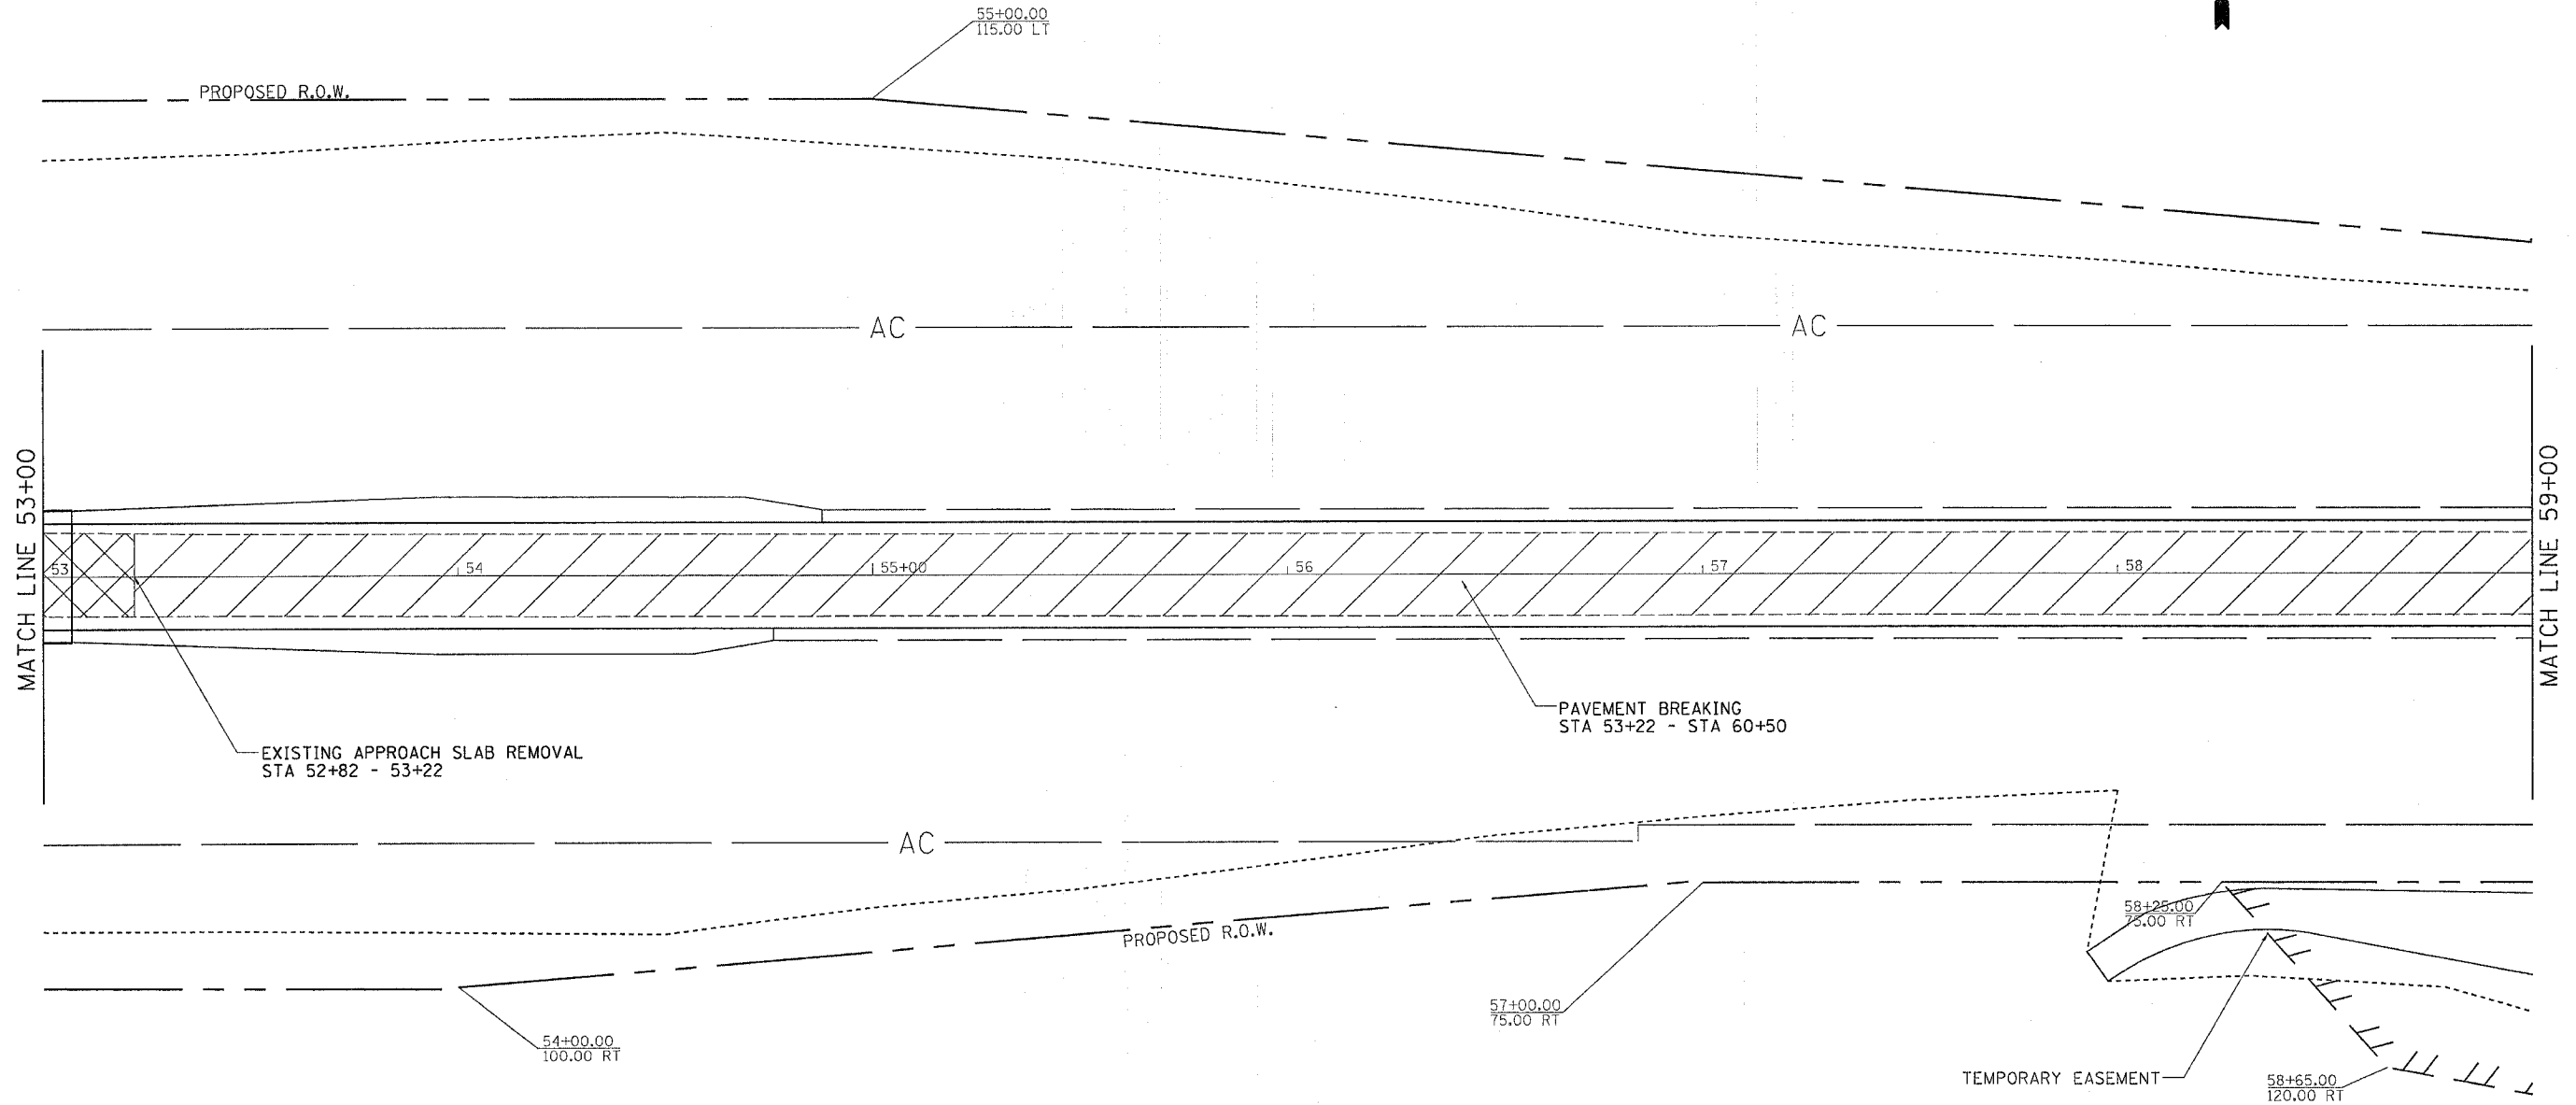 55+00.00
115.00 LT
PROPOSED R.O.W.
AC
AC
MATCH LINE 53+00
MATCH LINE 59+00
53
54
55+00
56
57
58
PAVEMENT BREAKING
STA 53+22 - STA 60+50
EXISTING APPROACH SLAB REMOVAL
STA 52+82 - 53+22
AC
58+25.00
75.00 RT
PROPOSED R.O.W.
57+00.00
75.00 RT
54+00.00
100.00 RT
TEMPORARY EASEMENT
58+65.00
120.00 RT